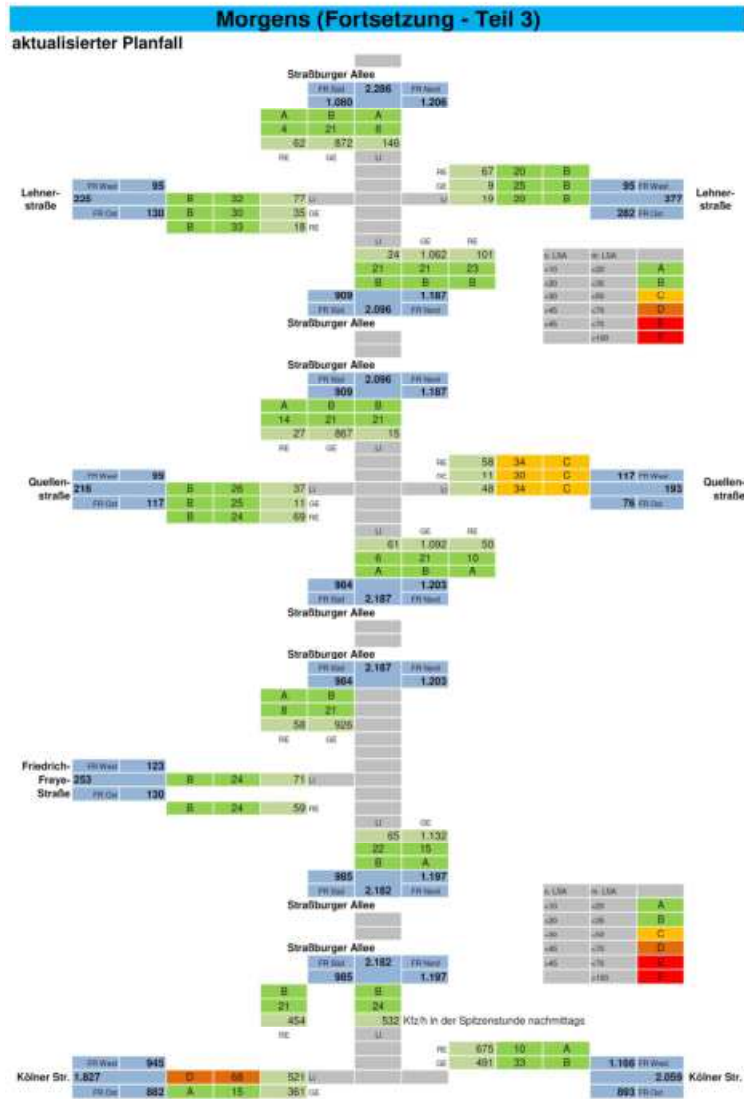 Morgens (Fortsetzung - Teil 3)
aktualisierter Planfall
Straßburger Allee
FR Süd 2.286 FR Nord
1.080 1.206
A B A
4 21 8
62 872 146
RE GE LI
RE 67 20 B
Lehner- FR West 95 GE 9 25 B 95 FR West Lehner-
straße 225 B 32 77 LI LI 19 20 B 377 straße
FR Ost 130 B 30 35 GE 282 FR Ost
B 33 18 RE
LI GE RE
24 1.062 101
21 21 23
B B B
909 1.187
FR Süd 2.096 FR Nord
Straßburger Allee
o. LSA m. LSA
A
B
C
D
Straßburger Allee
FR Süd 2.096 FR Nord
909 1.187
A B B
14 21 21
27 867 15
RE GE LI
RE 58 34 C
Quellen- FR West 99 GE 11 30 C 117 FR West Quellen-
straße 216 B 26 37 LI LI 48 34 C 193 straße
FR Ost 117 B 25 11 GE 76 FR Ost
B 24 69 RE
LI GE RE
61 1.092 50
6 21 10
A B A
984 1.203
FR Süd 2.187 FR Nord
Straßburger Allee
Straßburger Allee
FR Süd 2.187 FR Nord
984 1.203
A B
8 21
58 926
RE GE
Friedrich- FR West 123
Fraye- 253 B 24 71 LI
Straße FR Ost 130
B 24 59 RE
LI GE
65 1.132
22 15
B A
985 1.197
FR Süd 2.182 FR Nord
Straßburger Allee
o. LSA m. LSA
A
B
C
D
Straßburger Allee
FR Süd 2.182 FR Nord
985 1.197
B B
21 24
454 532 Kfz/h in der Spitzenstunde nachmittags
RE LI
RE 675 10 A
FR West 945 GE 491 33 B 1.166 FR West
Kölner Str. 1.827 D 68 521 LI 2.059 Kölner Str.
FR Ost 882 A 15 361 GE 893 FR Ost